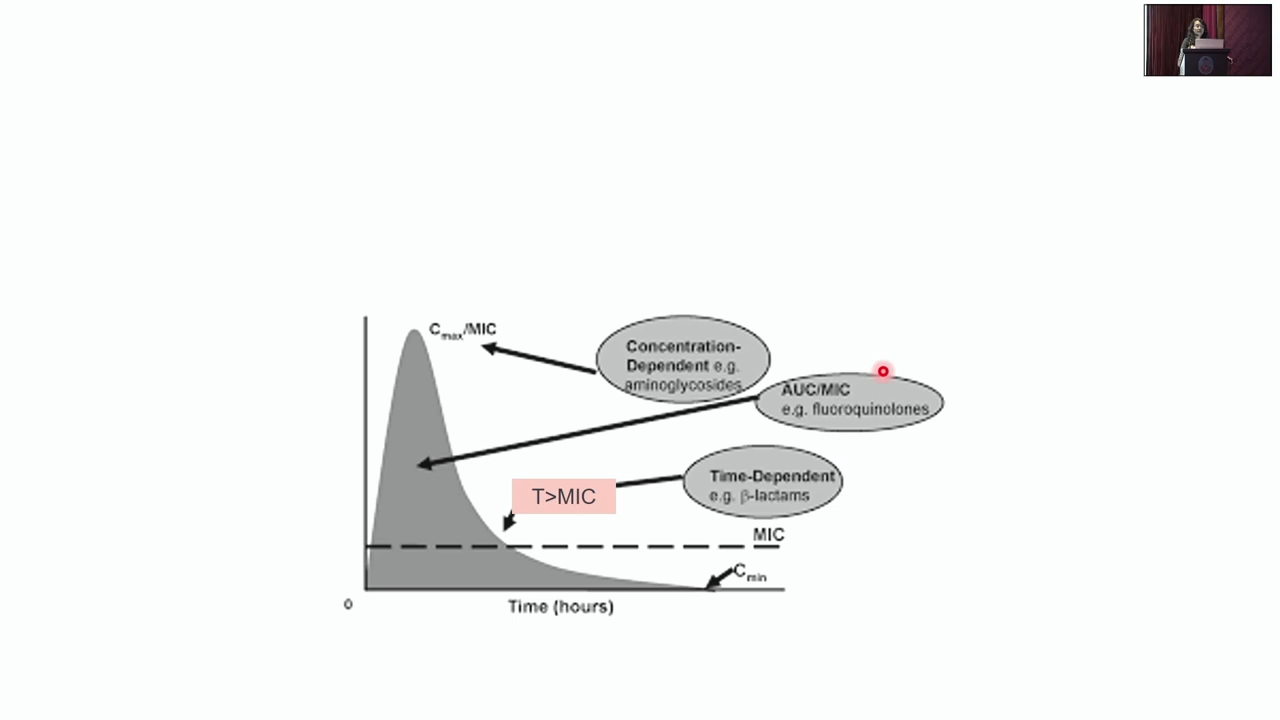 Cmax/MIC
Concentration-
Dependent e.g.
aminoglycosides
AUC/MIC
e.g. fluoroquinolones
T>MIC
Time-Dependent
e.g. β-lactams
MIC
Cmin
0
Time (hours)